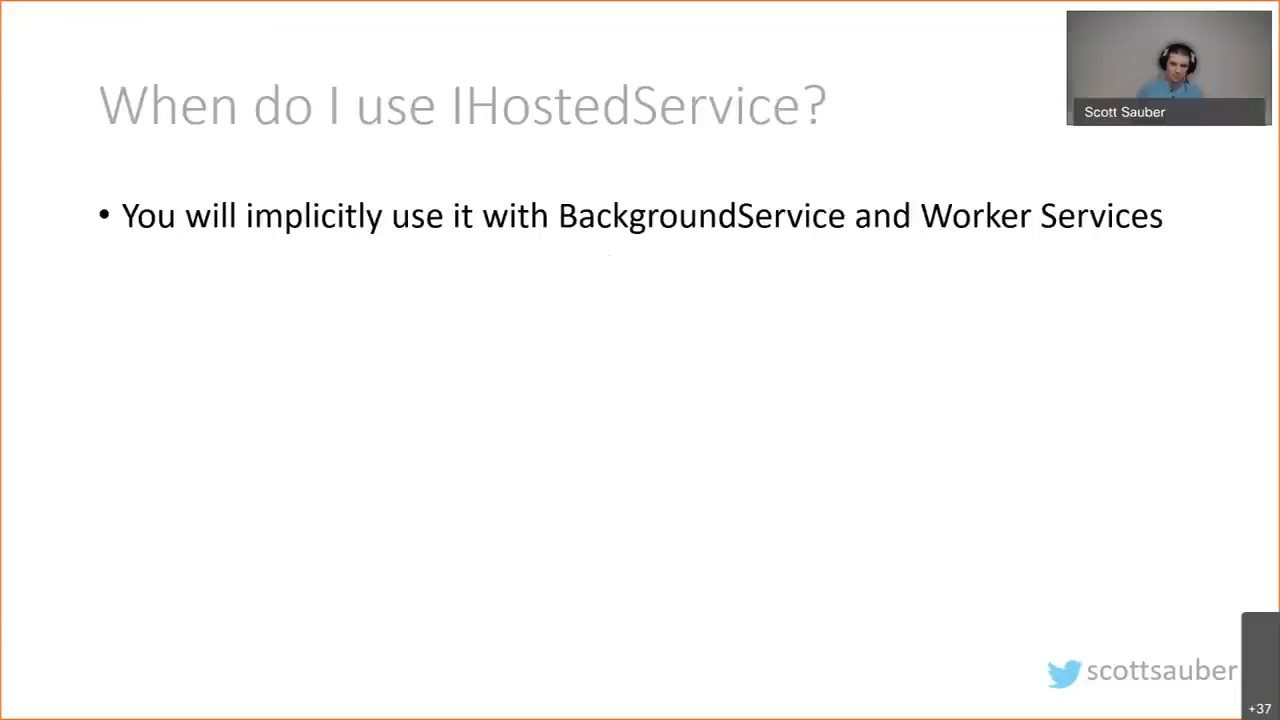 When do I use IHostedService?
Scott Sauber
• You will implicitly use it with BackgroundService and Worker Services
scottsauber
+37